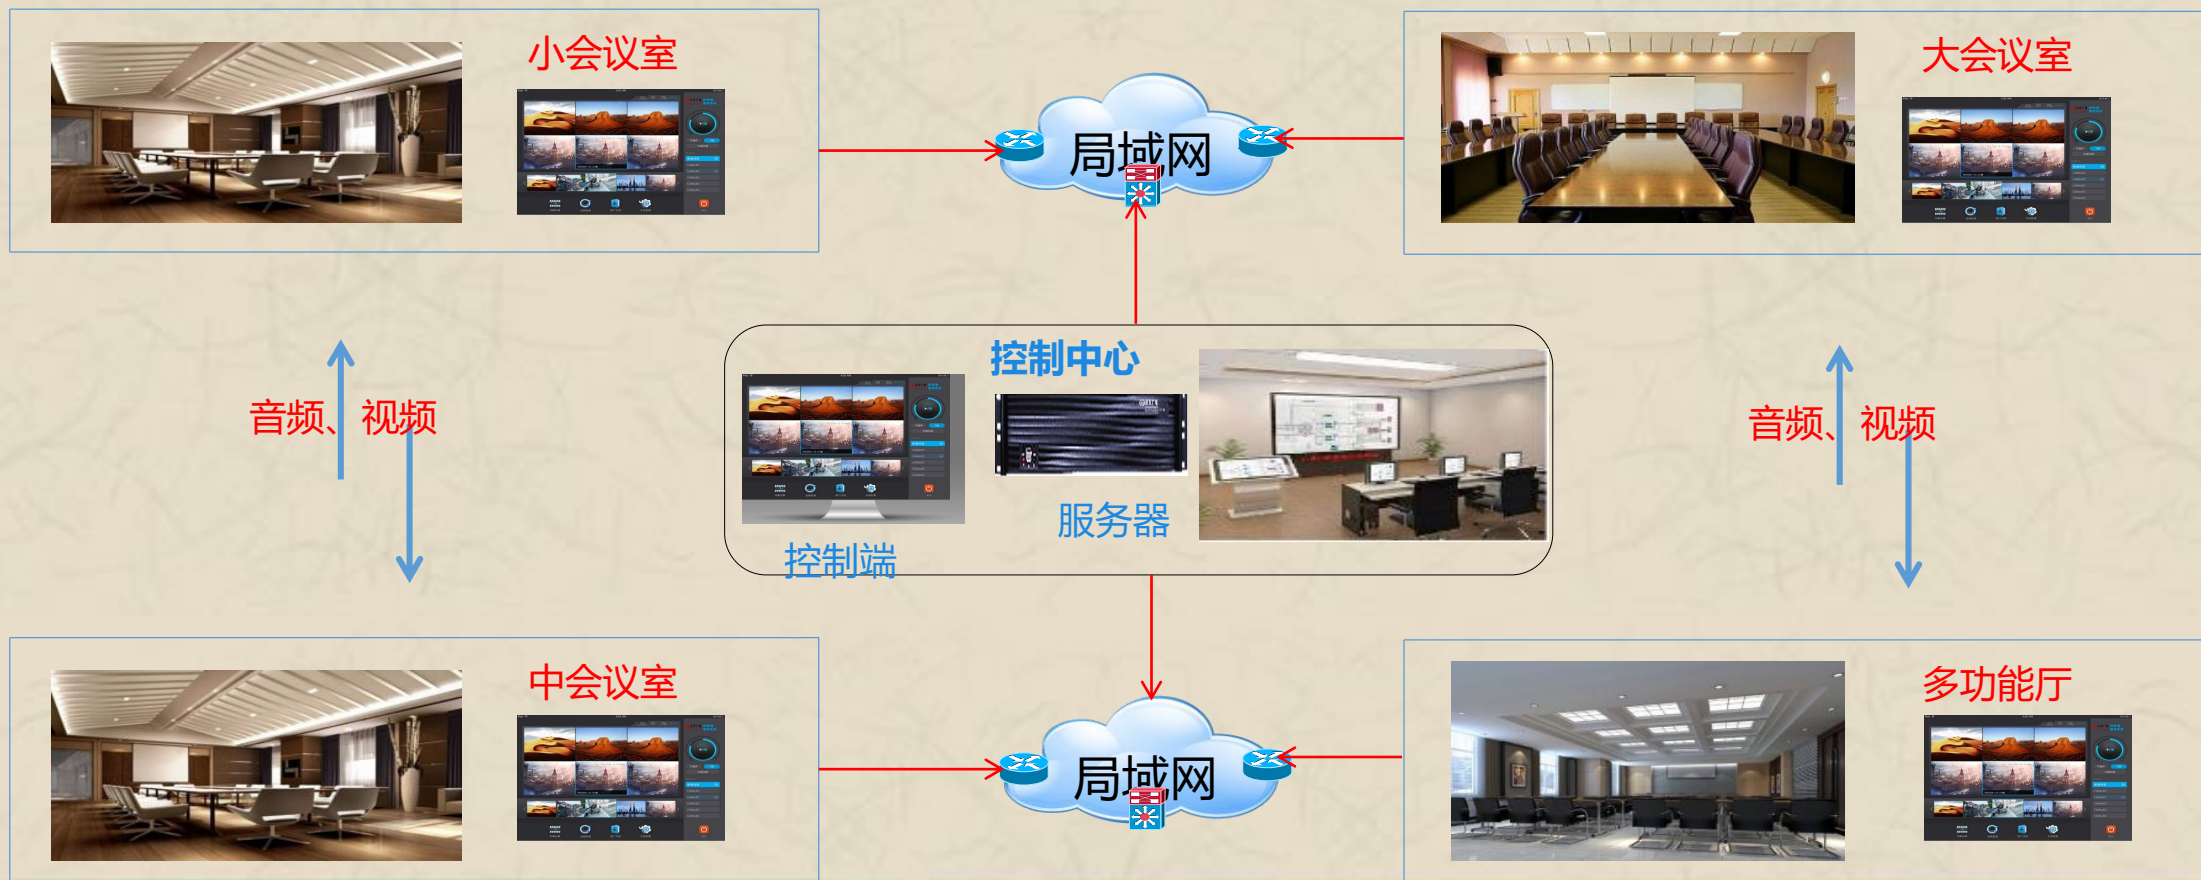 小会议室
大会议室
局域网
控制中心
音频、视频
音频、视频
服务器
控制端
中会议室
多功能厅
局域网